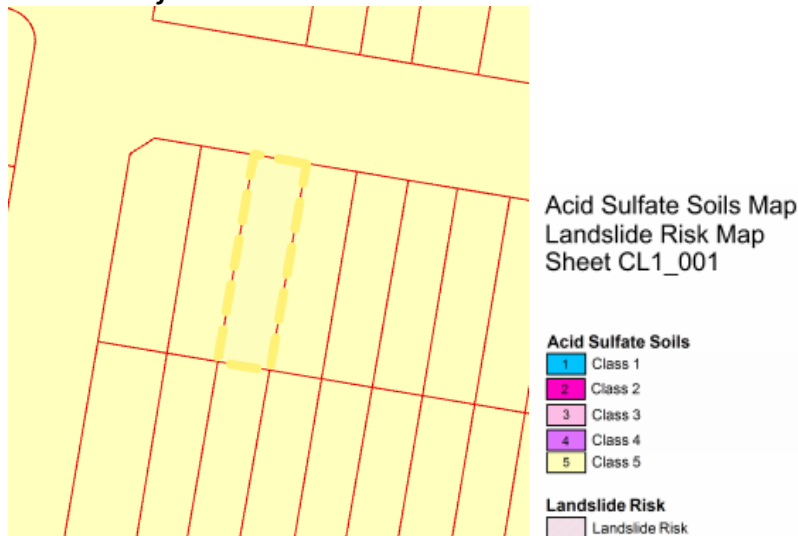 Acid Sulfate Soils Map
Landslide Risk Map
Sheet CL1_001
Acid Sulfate Soils
1 Class 1
2 Class 2
3 Class 3
4 Class 4
5 Class 5
Landslide Risk
Landslide Risk